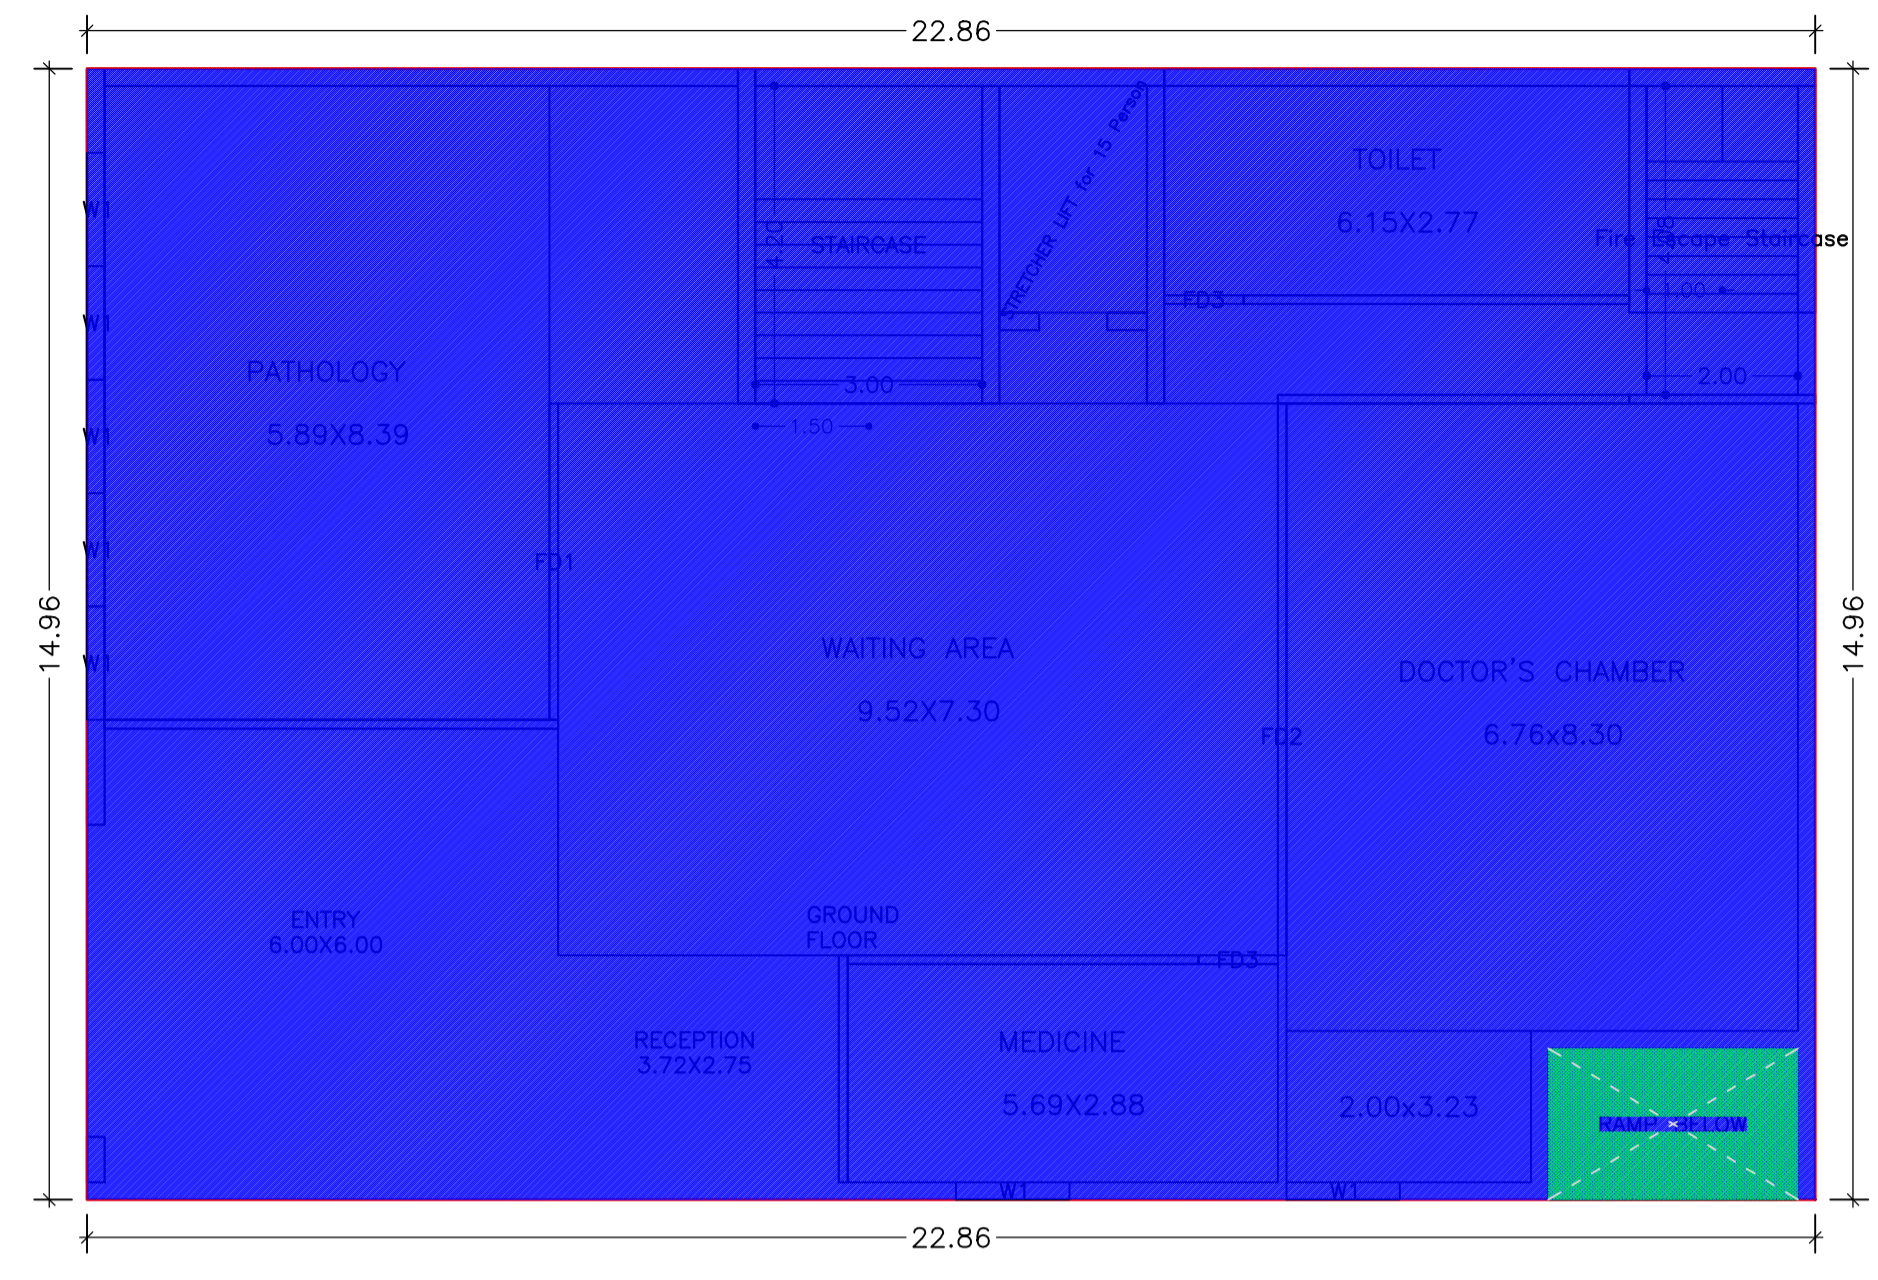 22.86
STRETCHER LIFT for 15 Person
TOILET
6.15X2.77
W1
STAIRCASE
4.20
Fire Escape Staircase
FD3
1.00
W1
PATHOLOGY
3.00
2.00
W1
5.89X8.39
1.50
W1
FD1
14.96
14.96
W1
WAITING AREA
9.52X7.30
DOCTOR'S CHAMBER
6.76x8.30
FD2
ENTRY
6.00X6.00
GROUND
FLOOR
FD3
RECEPTION
3.72X2.75
MEDICINE
5.69X2.88
2.00x3.23
RAMP BELOW
W1
W1
22.86